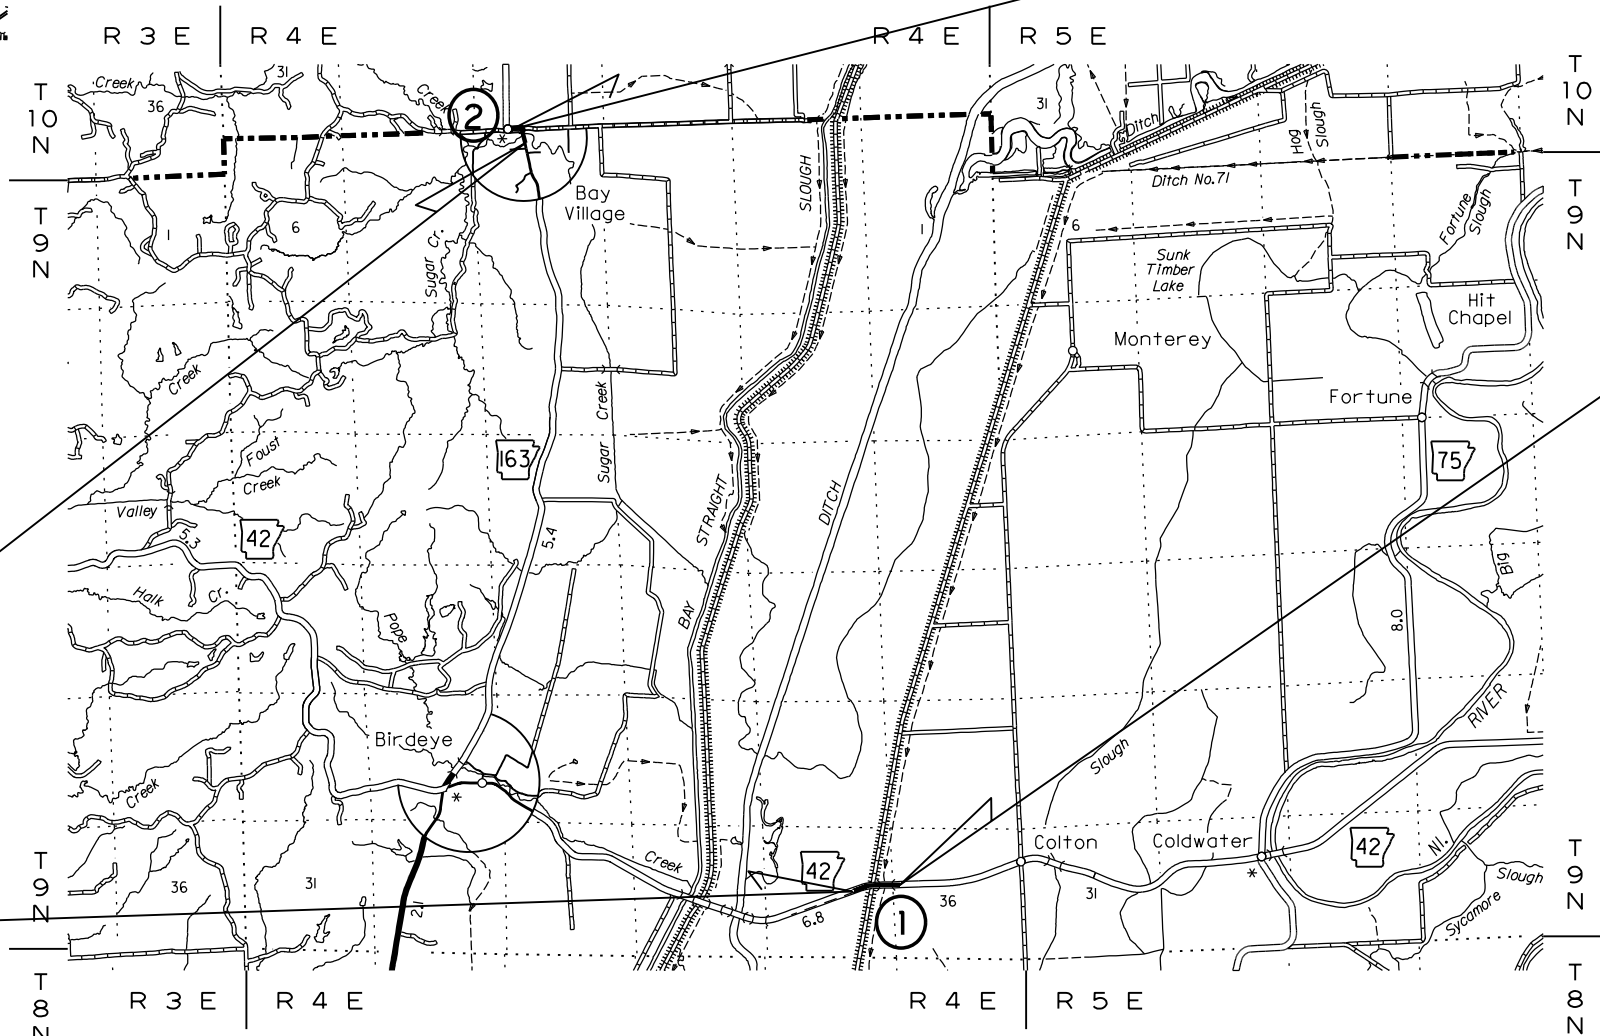 R 3 E
R 4 E
R 4 E
R 5 E
T
10
N
T
10
N
Creek
31
36
Creek
2
*
31
Ditch
Hog
Slough
Ditch No.71
T
9
N
T
9
N
Bay
Village
SLOUGH
1
6
Sugar Cr.
1
6
Fortune
Slough
Sunk
Timber
Lake
Hit
Chapel
Monterey
Creek
Fortune
Sugar Creek
Foust
Creek
163
75
STRAIGHT
DITCH
Valley
42
5.3
5.4
Big
Halk Cr.
Pope
BAY
8.0
RIVER
Birdeye
Slough
*
Creek
Creek
42
Colton
Coldwater
42
N1.
*
Slough
Sycamore
36
31
2.1
6.8
1
36
31
T
9
N
T
9
N
T
8
N
T
8
N
R 3 E
R 4 E
R 4 E
R 5 E